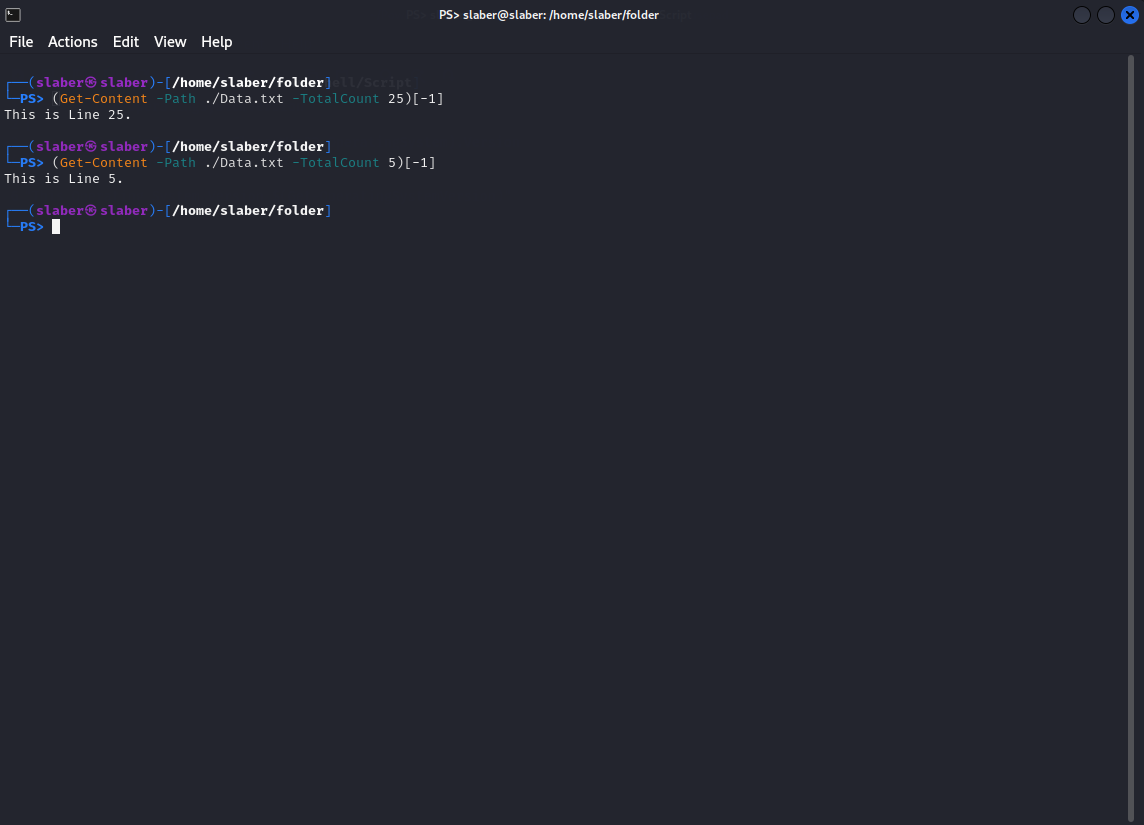 PS> slaber@slaber: /home/slaber/folder
File Actions Edit View Help
┌──(slaber㉿slaber)-[/home/slaber/folder]
└─PS> (Get-Content -Path ./Data.txt -TotalCount 25)[-1]
This is Line 25.
┌──(slaber㉿slaber)-[/home/slaber/folder]
└─PS> (Get-Content -Path ./Data.txt -TotalCount 5)[-1]
This is Line 5.
┌──(slaber㉿slaber)-[/home/slaber/folder]
└─PS>